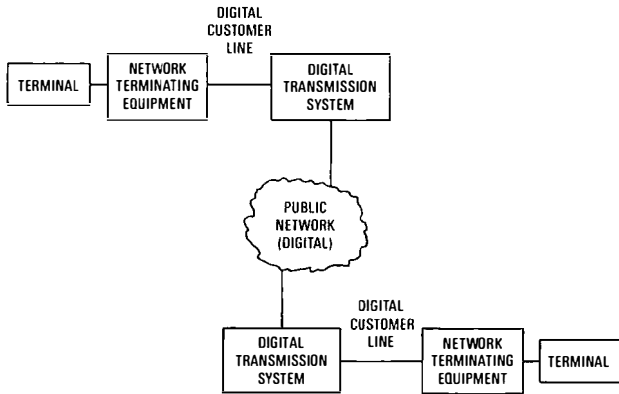 DIGITAL
CUSTOMER
LINE
TERMINAL
NETWORK
TERMINATING
EQUIPMENT
DIGITAL
TRANSMISSION
SYSTEM
PUBLIC
NETWORK
(DIGITAL)
DIGITAL
TRANSMISSION
SYSTEM
DIGITAL
CUSTOMER
LINE
NETWORK
TERMINATING
EQUIPMENT
TERMINAL